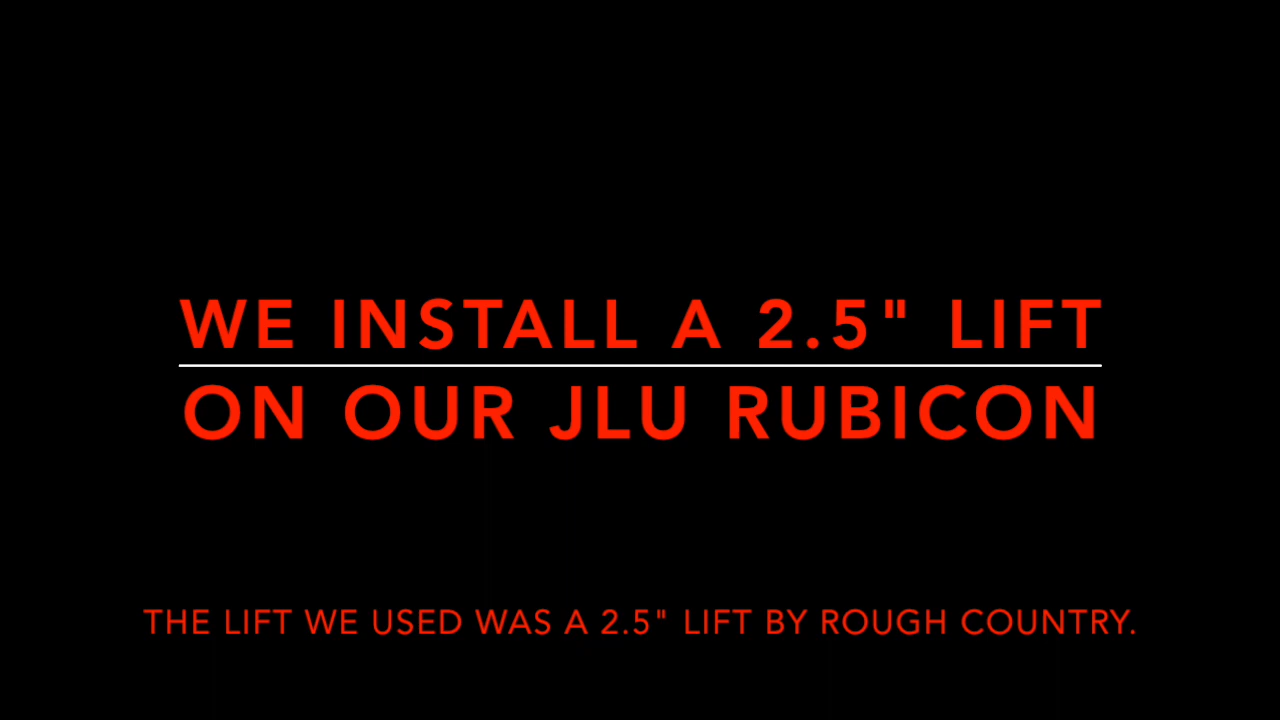 WE INSTALL A 2.5" LIFT
ON OUR JLU RUBICON
THE LIFT WE USED WAS A 2.5" LIFT BY ROUGH COUNTRY.